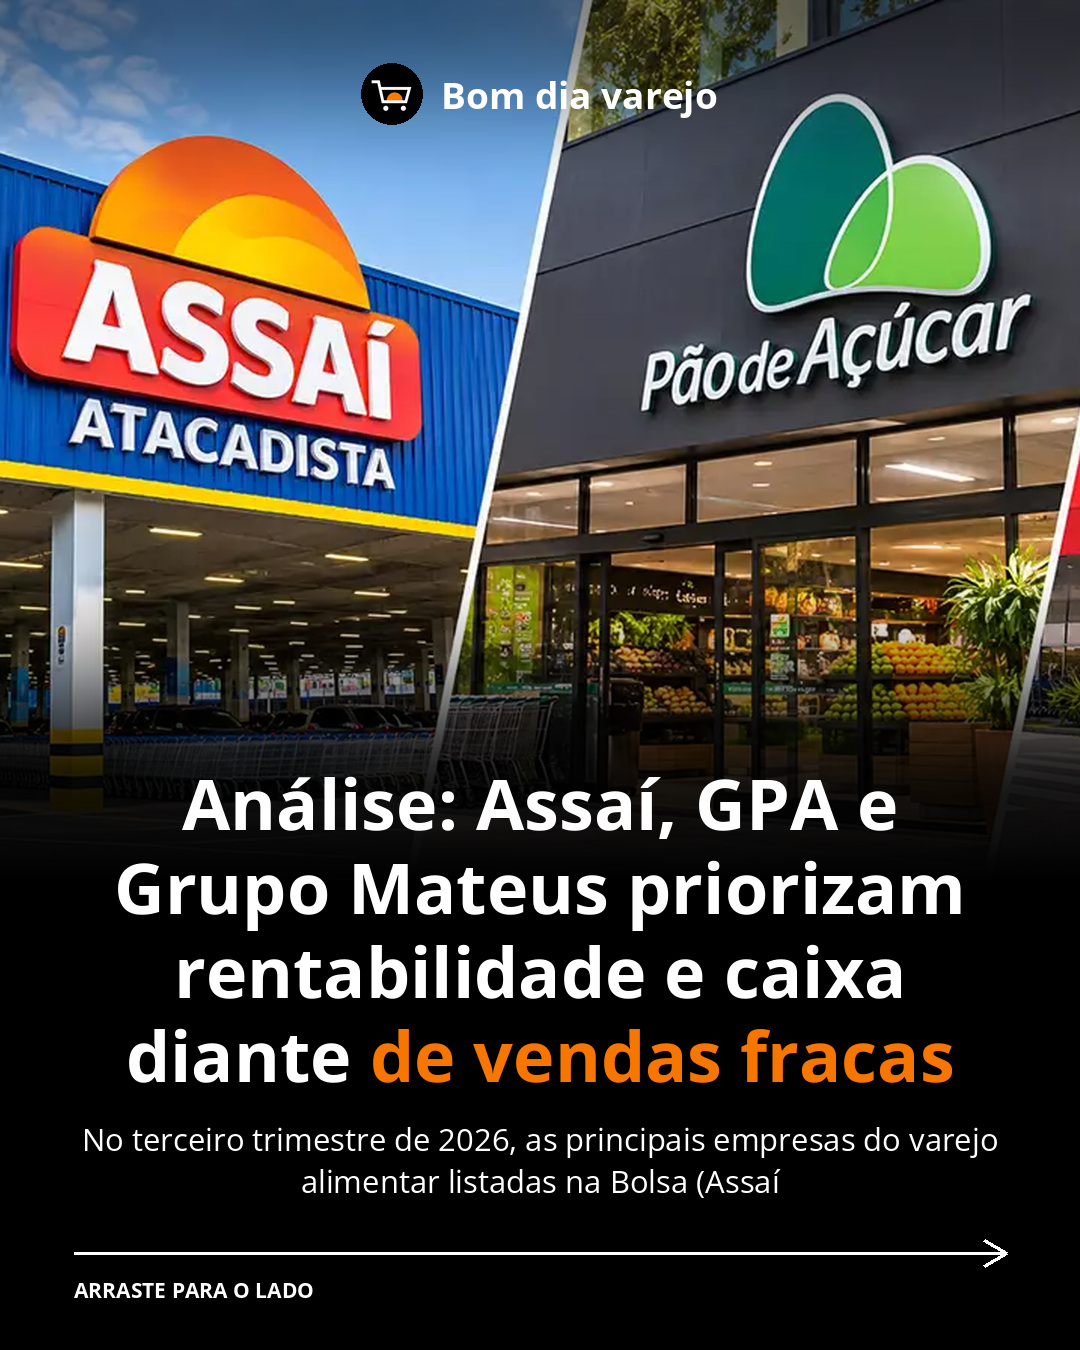 Bom dia varejo
ASSAÍ
ATACADISTA
Pão de Açúcar
Análise: Assaí, GPA e
Grupo Mateus priorizam
rentabilidade e caixa
diante de vendas fracas
No terceiro trimestre de 2026, as principais empresas do varejo
alimentar listadas na Bolsa (Assaí
ARRASTE PARA O LADO